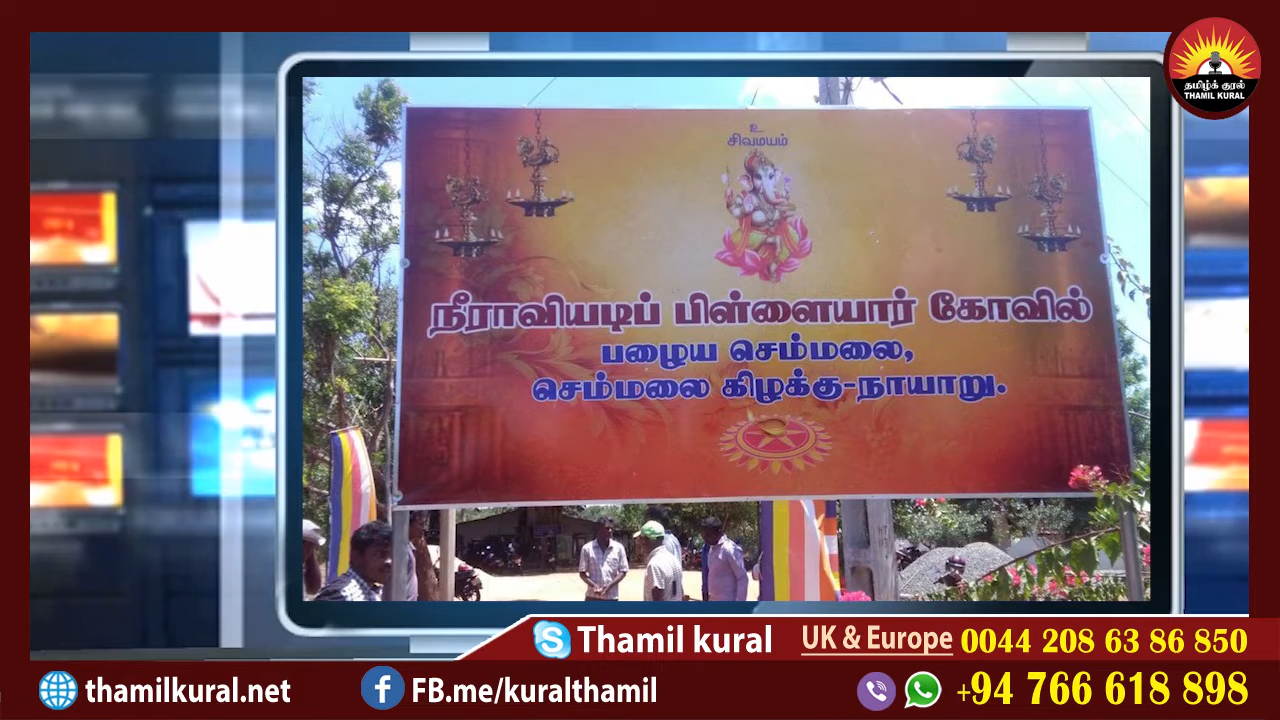 தமிழ்க் குரல்
THAMIL KURAL
உ
சிவமயம்
நீராவியடிப் பிள்ளையார் கோவில்
பழைய செம்மலை,
செம்மலை கிழக்கு-நாயாறு.
Thamil kural
UK & Europe 0044 208 63 86 850
thamilkural.net
FB.me/kuralthamil
+94 766 618 898